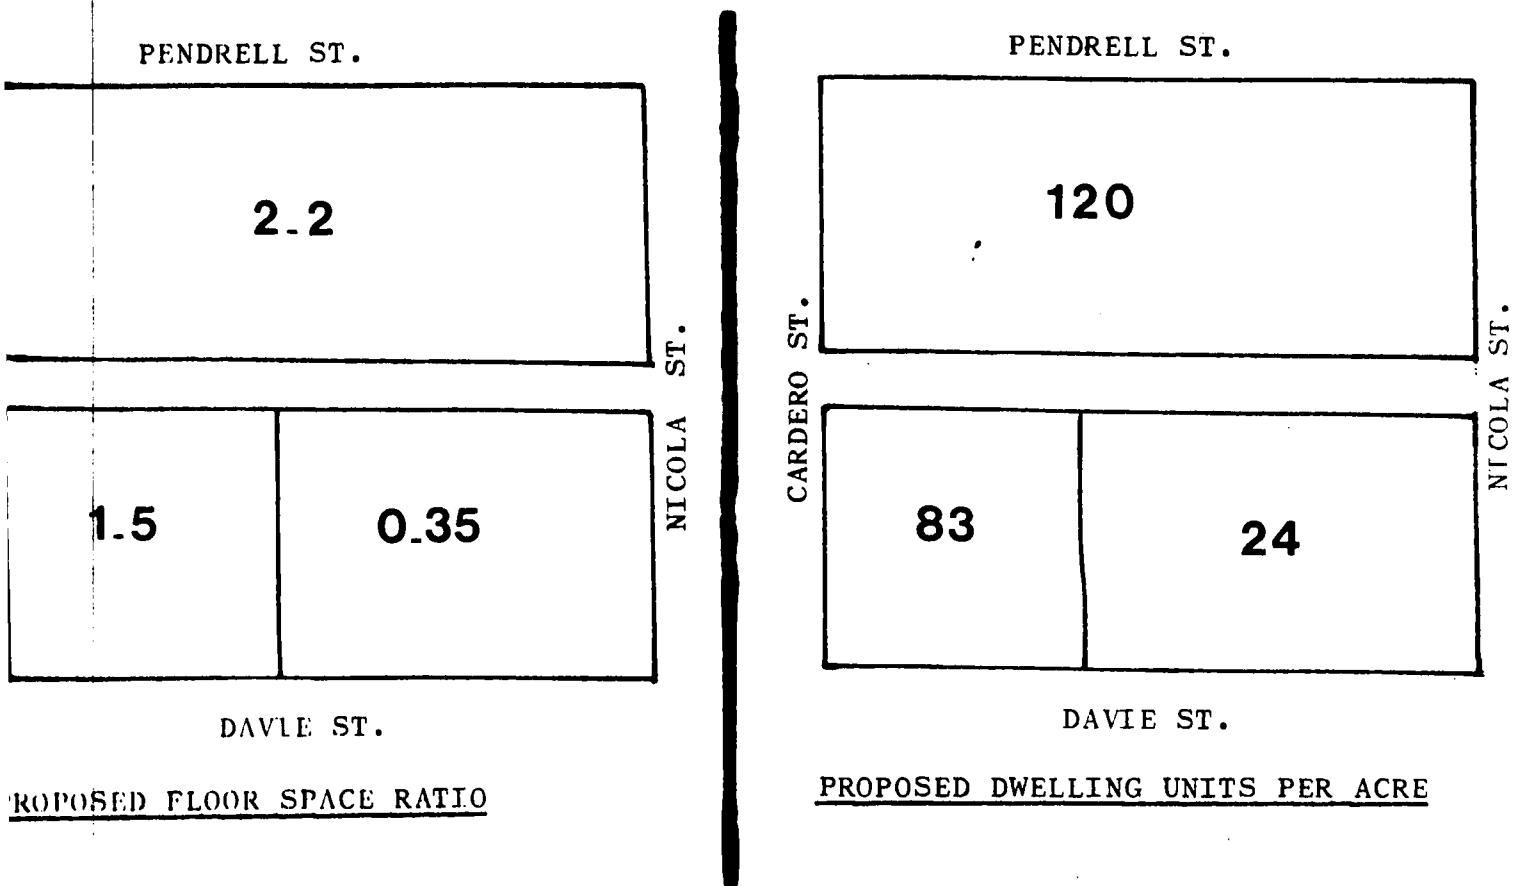 PENDRELL ST.
2.2
NICOLA ST.
1.5
0.35
DAVIE ST.
ROPOSED FLOOR SPACE RATIO
PENDRELL ST.
120
CARDERO ST.
NICOLA ST.
83
24
DAVIE ST.
PROPOSED DWELLING UNITS PER ACRE